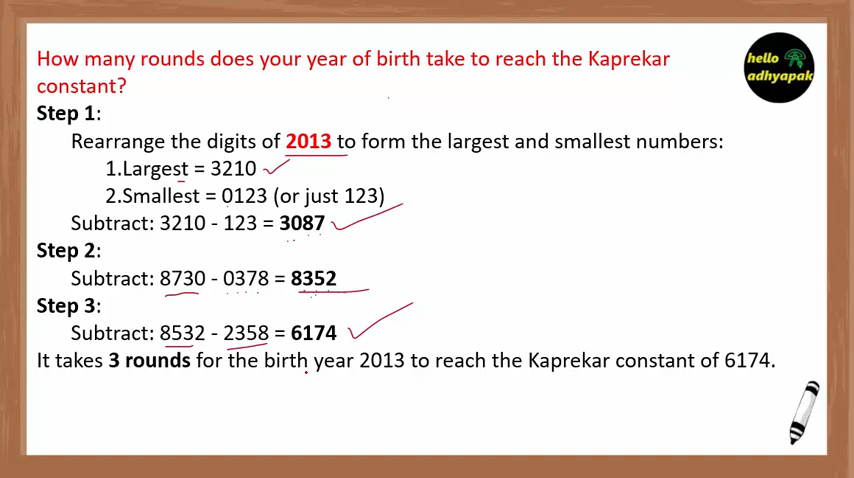 How many rounds does your year of birth take to reach the Kaprekar
constant?
hello
adhyapak
Step 1:
Rearrange the digits of 2013 to form the largest and smallest numbers:
1.Largest = 3210
2.Smallest = 0123 (or just 123)
Subtract: 3210 - 123 = 3087
Step 2:
Subtract: 8730 - 0378 = 8352
Step 3:
Subtract: 8532 - 2358 = 6174
It takes 3 rounds for the birth year 2013 to reach the Kaprekar constant of 6174.